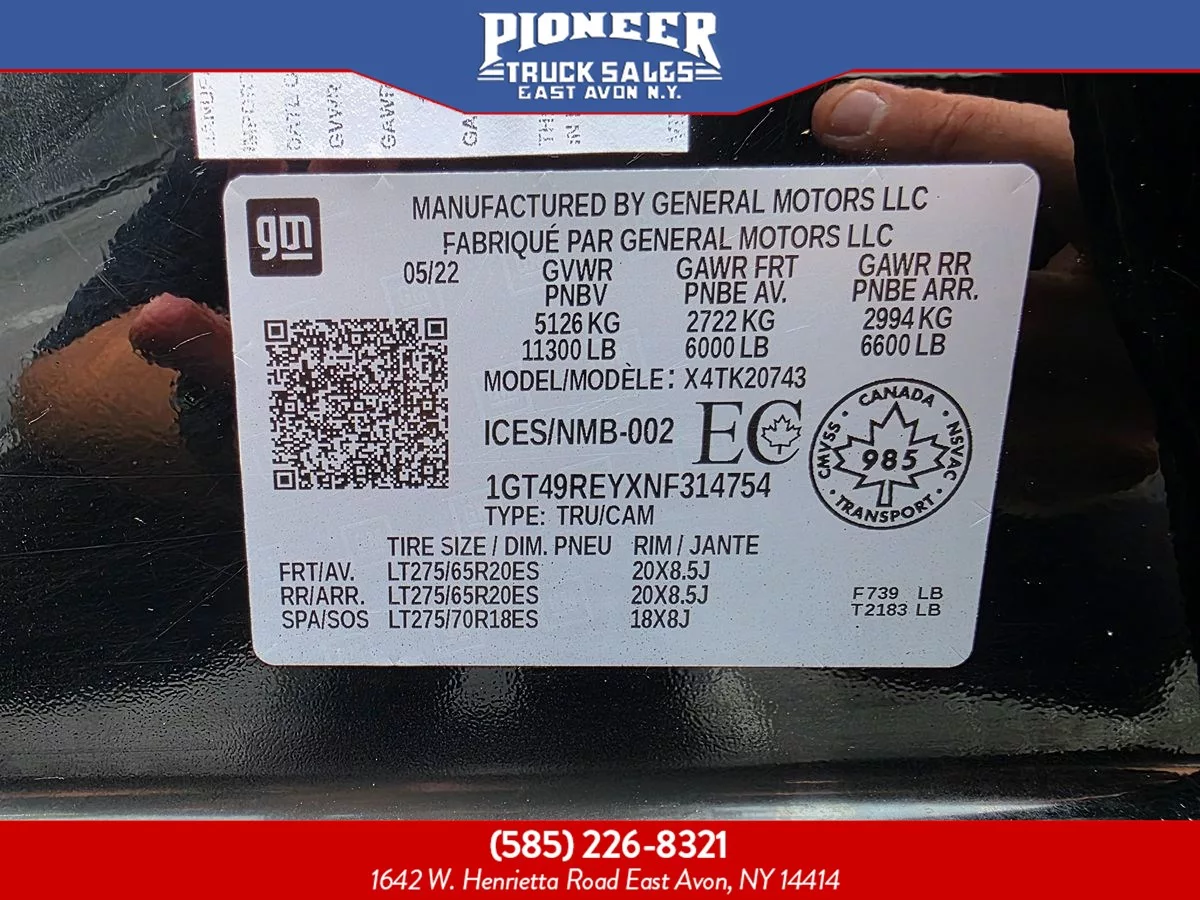 PIONEER
TRUCK SALES
EAST AVON N.Y.
GVWR
GAWR
gm
MANUFACTURED BY GENERAL MOTORS LLC
FABRIQUÉ PAR GENERAL MOTORS LLC
05/22 GVWR GAWR FRT GAWR RR
PNBV PNBE AV. PNBE ARR.
5126 KG 2722 KG 2994 KG
11300 LB 6000 LB 6600 LB
MODEL/MODÈLE: X4TK20743
ICES/NMB-002 EC
CANADA
CMVSS 985 NSVAC
TRANSPORT
1GT49REYXNF314754
TYPE: TRU/CAM
TIRE SIZE / DIM. PNEU RIM / JANTE
FRT/AV. LT275/65R20ES 20X8.5J
RR/ARR. LT275/65R20ES 20X8.5J F739 LB
SPA/SOS LT275/70R18ES 18X8J T2183 LB
(585) 226-8321
1642 W. Henrietta Road East Avon, NY 14414